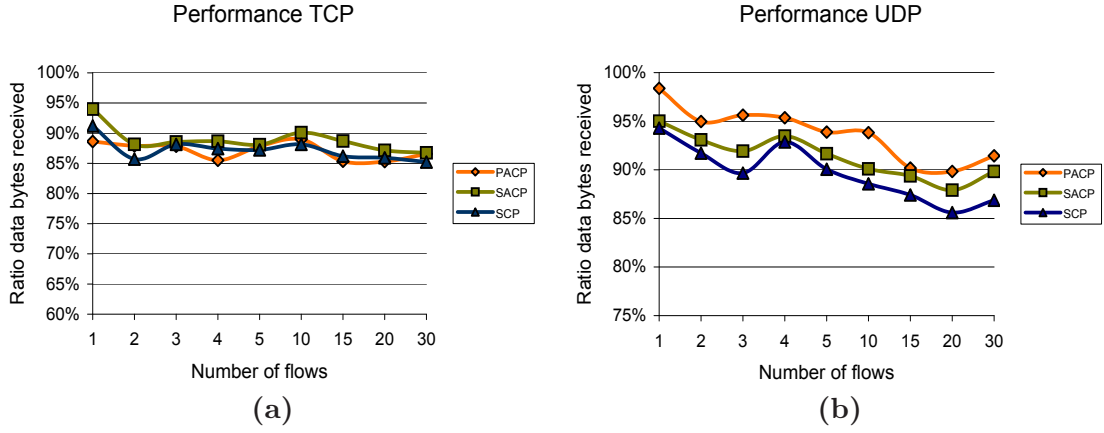 Performance TCP
Ratio data bytes received
100%
95%
90%
85%
80%
75%
70%
65%
60%
1 2 3 4 5 10 15 20 30
Number of flows
PACP
SACP
SCP
(a)
Performance UDP
Ratio data bytes received
100%
95%
90%
85%
80%
75%
1 2 3 4 5 10 15 20 30
Number of flows
PACP
SACP
SCP
(b)